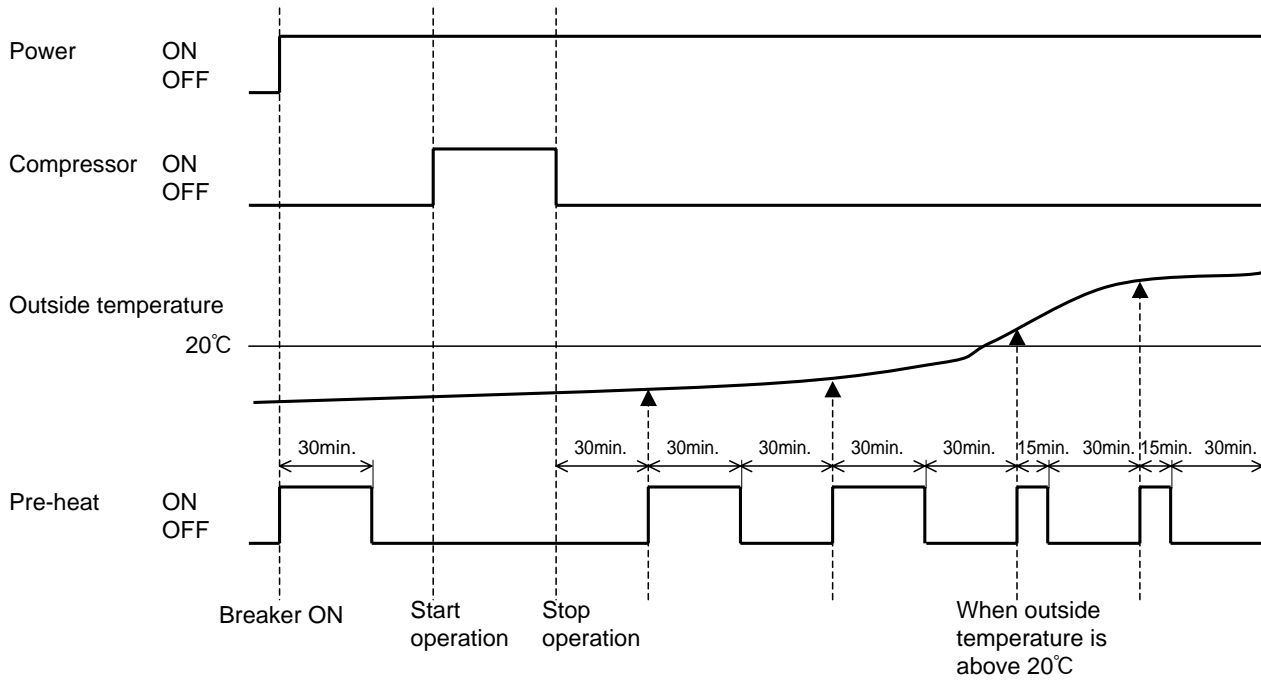 Power ON
OFF
Compressor ON
OFF
Outside temperature
20℃
30min. 30min. 30min. 30min. 30min. 30min. 15min. 30min. 15min. 30min.
Pre-heat ON
OFF
Breaker ON
Start
operation
Stop
operation
When outside
temperature is
above 20℃